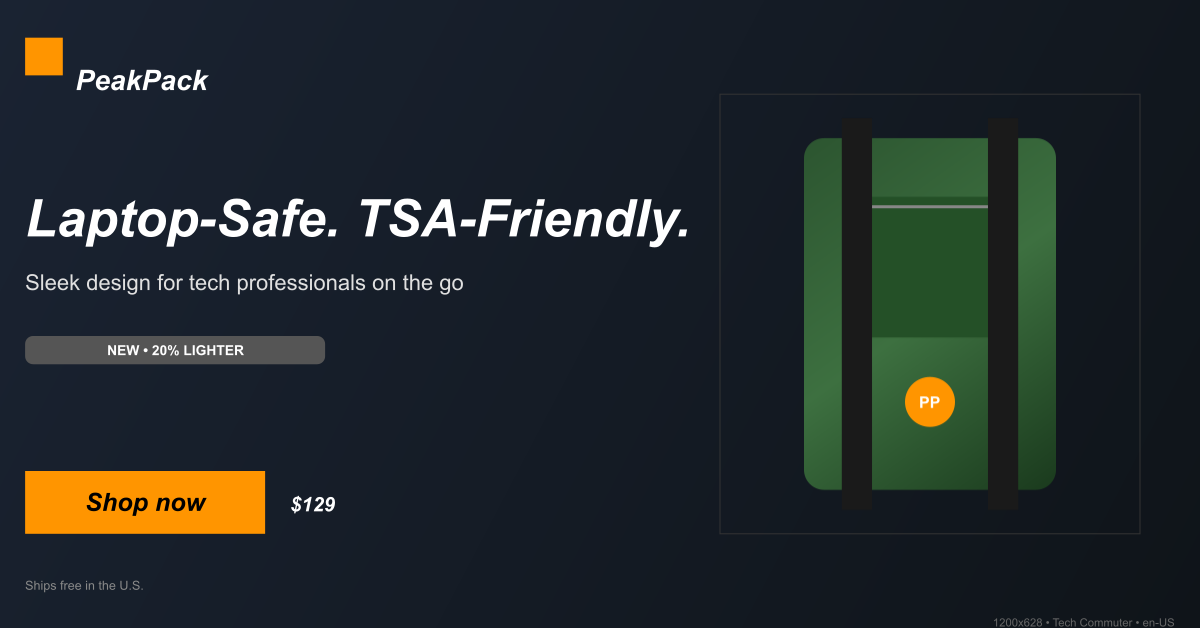 PeakPack
Laptop-Safe. TSA-Friendly.
Sleek design for tech professionals on the go
NEW • 20% LIGHTER
PP
Shop now
$129
Ships free in the U.S.
1200x628 • Tech Commuter • en-US